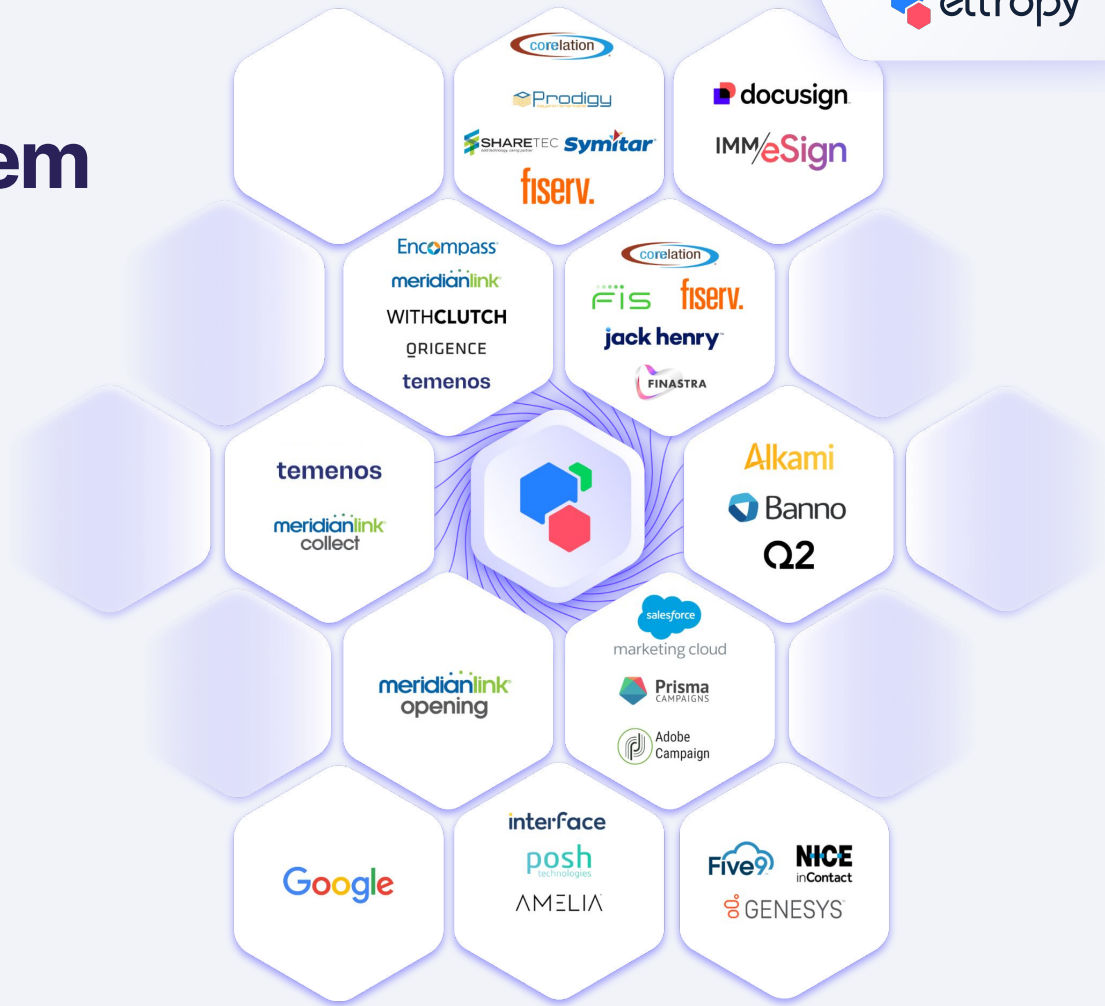 eltropy
em
corelation
Prodigy
SHARETEC Symitar
fiserv.
docusign
IMM/eSign
Encompass
meridianlink
WITHCLUTCH
ORIGENCE
temenos
corelation
FIS fiserv.
jack henry™
FINASTRA
temenos
meridianlink
collect
Alkami
Banno
Q2
meridianlink
opening
salesforce
marketing cloud
Prisma
CAMPAIGNS
Adobe
Campaign
Google
interface
posh
technologies
AMELIA
Five9 NICE
inContact
GENESYS